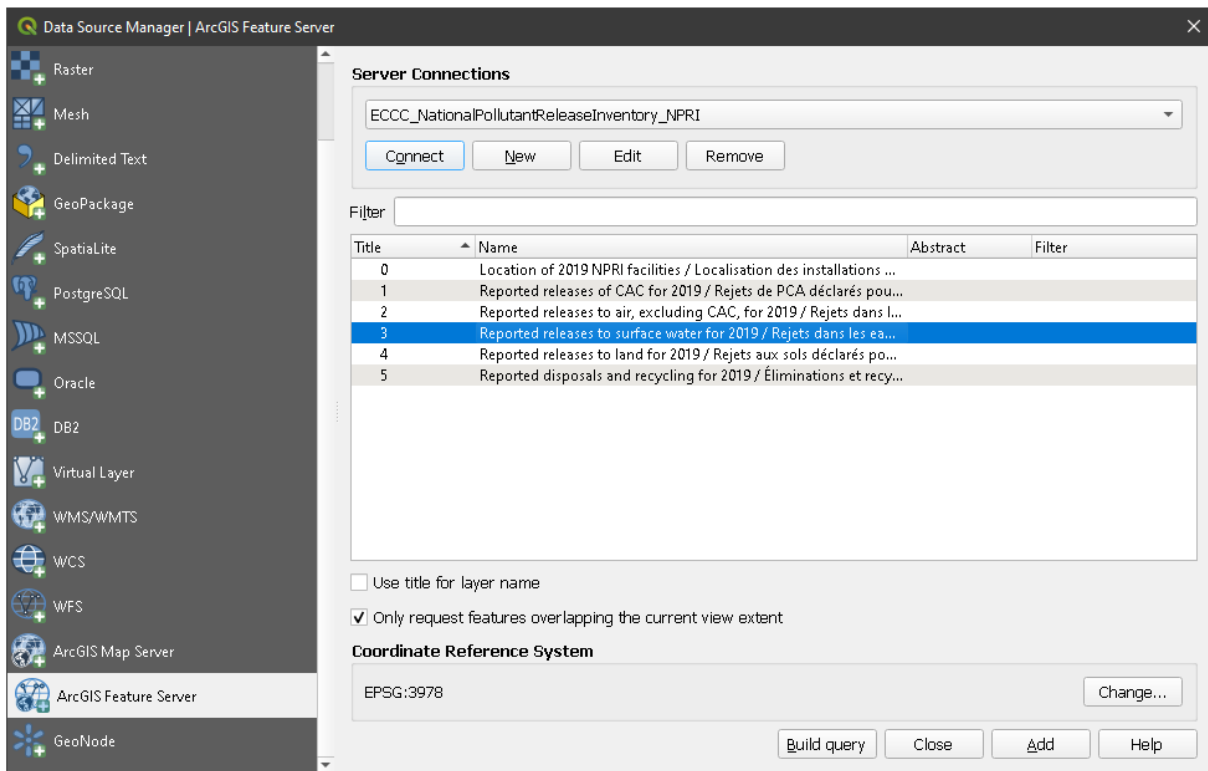 Data Source Manager | ArcGIS Feature Server
Raster
Mesh
Delimited Text
GeoPackage
SpatiaLite
PostgreSQL
MSSQL
Oracle
DB2 DB2
Virtual Layer
WMS/WMTS
WCS
WFS
ArcGIS Map Server
ArcGIS Feature Server
GeoNode
Server Connections
ECCC_NationalPollutantReleaseInventory_NPRI
Connect New Edit Remove
Filter
Title Name Abstract Filter
0 Location of 2019 NPRI facilities / Localisation des installations ...
1 Reported releases of CAC for 2019 / Rejets de PCA déclarés pou...
2 Reported releases to air, excluding CAC, for 2019 / Rejets dans l...
3 Reported releases to surface water for 2019 / Rejets dans les ea...
4 Reported releases to land for 2019 / Rejets aux sols déclarés po...
5 Reported disposals and recycling for 2019 / Éliminations et recy...
Use title for layer name
Only request features overlapping the current view extent
Coordinate Reference System
EPSG:3978 Change...
Build query Close Add Help